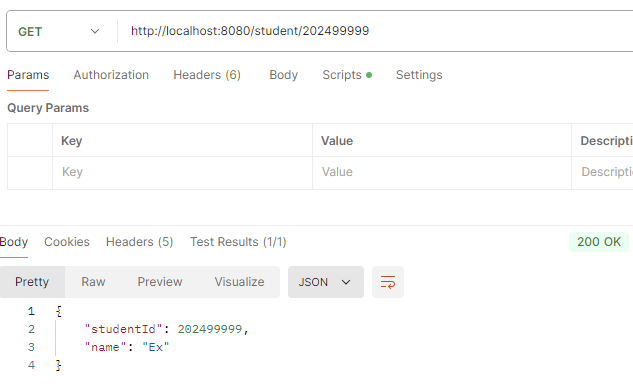 GET http://localhost:8080/student/202499999
Params Authorization Headers (6) Body Scripts Settings
Query Params
Key Value Descripti
Key Value Descriptio
Body Cookies Headers (5) Test Results (1/1) 200 OK
Pretty Raw Preview Visualize JSON
1 {
2 "studentId": 202499999,
3 "name": "Ex"
4 }